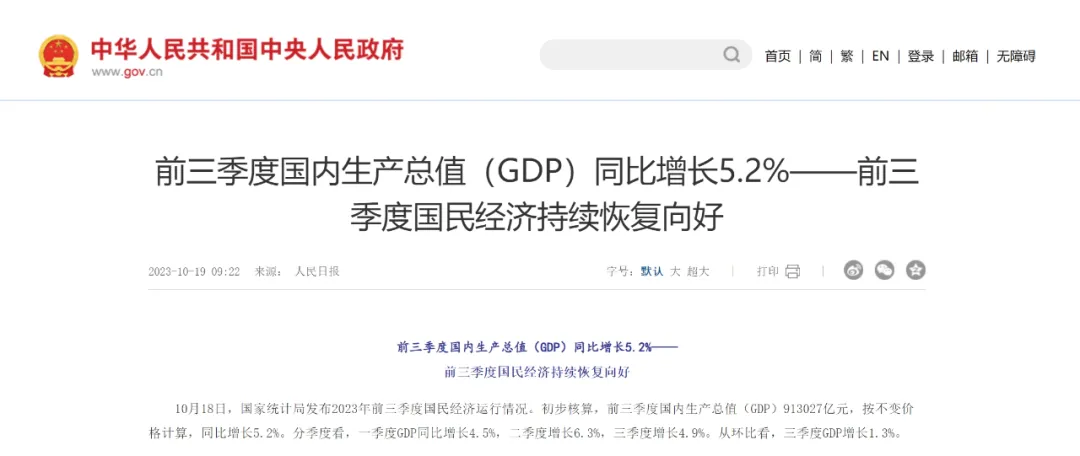 中华人民共和国中央人民政府
www.gov.cn
首页 | 简 | 繁 | EN | 登录 | 邮箱 | 无障碍
前三季度国内生产总值（GDP）同比增长5.2%——前三
季度国民经济持续恢复向好
2023-10-19 09:22 来源： 人民日报 字号：默认 大 超大 | 打印 |
前三季度国内生产总值（GDP）同比增长5.2%——
前三季度国民经济持续恢复向好
10月18日，国家统计局发布2023年前三季度国民经济运行情况。初步核算，前三季度国内生产总值（GDP）913027亿元，按不变价
格计算，同比增长5.2%。分季度看，一季度GDP同比增长4.5%，二季度增长6.3%，三季度增长4.9%。从环比看，三季度GDP增长1.3%。